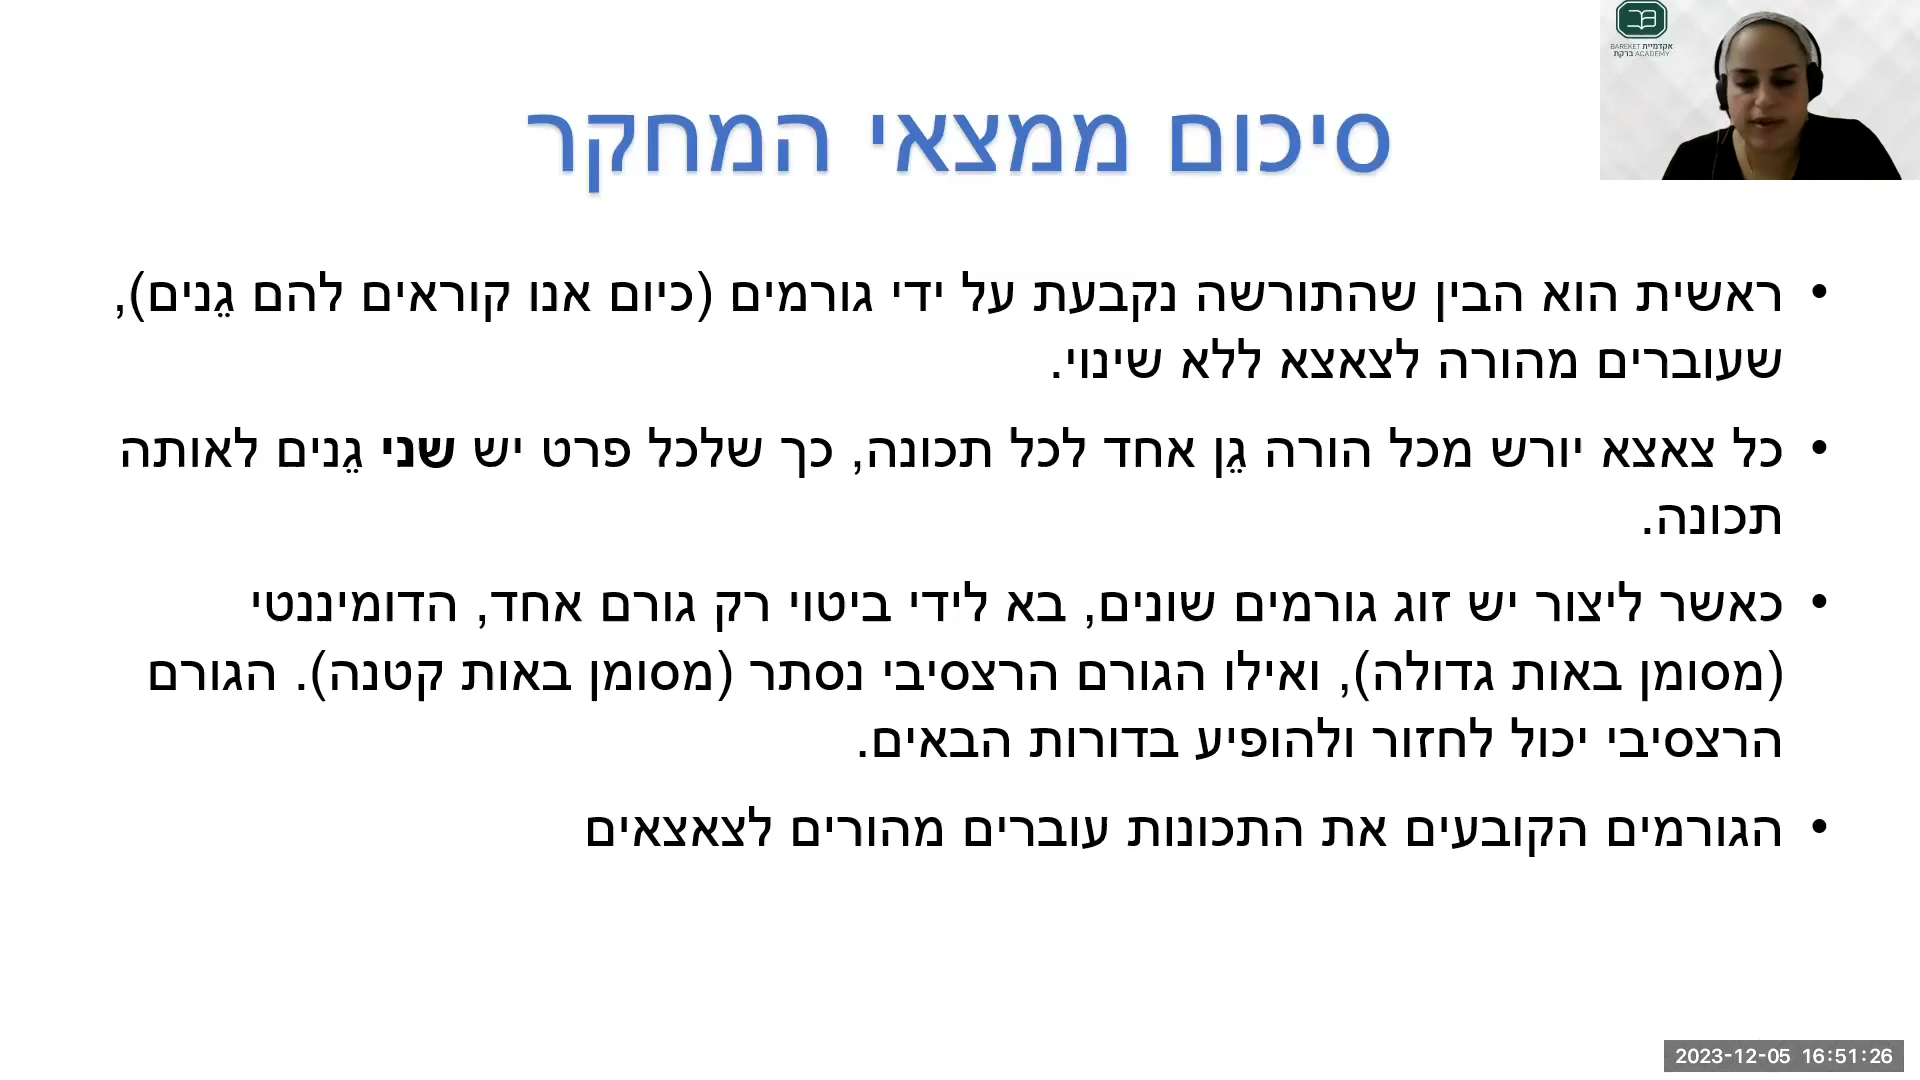 אקדמיית BAREKET
ברקת ACADEMY
סיכום ממצאי המחקר
• ראשית הוא הבין שהתורשה נקבעת על ידי גורמים (כיום אנו קוראים להם גֵנים),
שעוברים מהורה לצאצא ללא שינוי.
• כל צאצא יורש מכל הורה גֵן אחד לכל תכונה, כך שלכל פרט יש שני גֵנים לאותה
תכונה.
• כאשר ליצור יש זוג גורמים שונים, בא לידי ביטוי רק גורם אחד, הדומיננטי
(מסומן באות גדולה), ואילו הגורם הרצסיבי נסתר (מסומן באות קטנה). הגורם
הרצסיבי יכול לחזור ולהופיע בדורות הבאים.
• הגורמים הקובעים את התכונות עוברים מהורים לצאצאים
2023-12-05 16:51:26